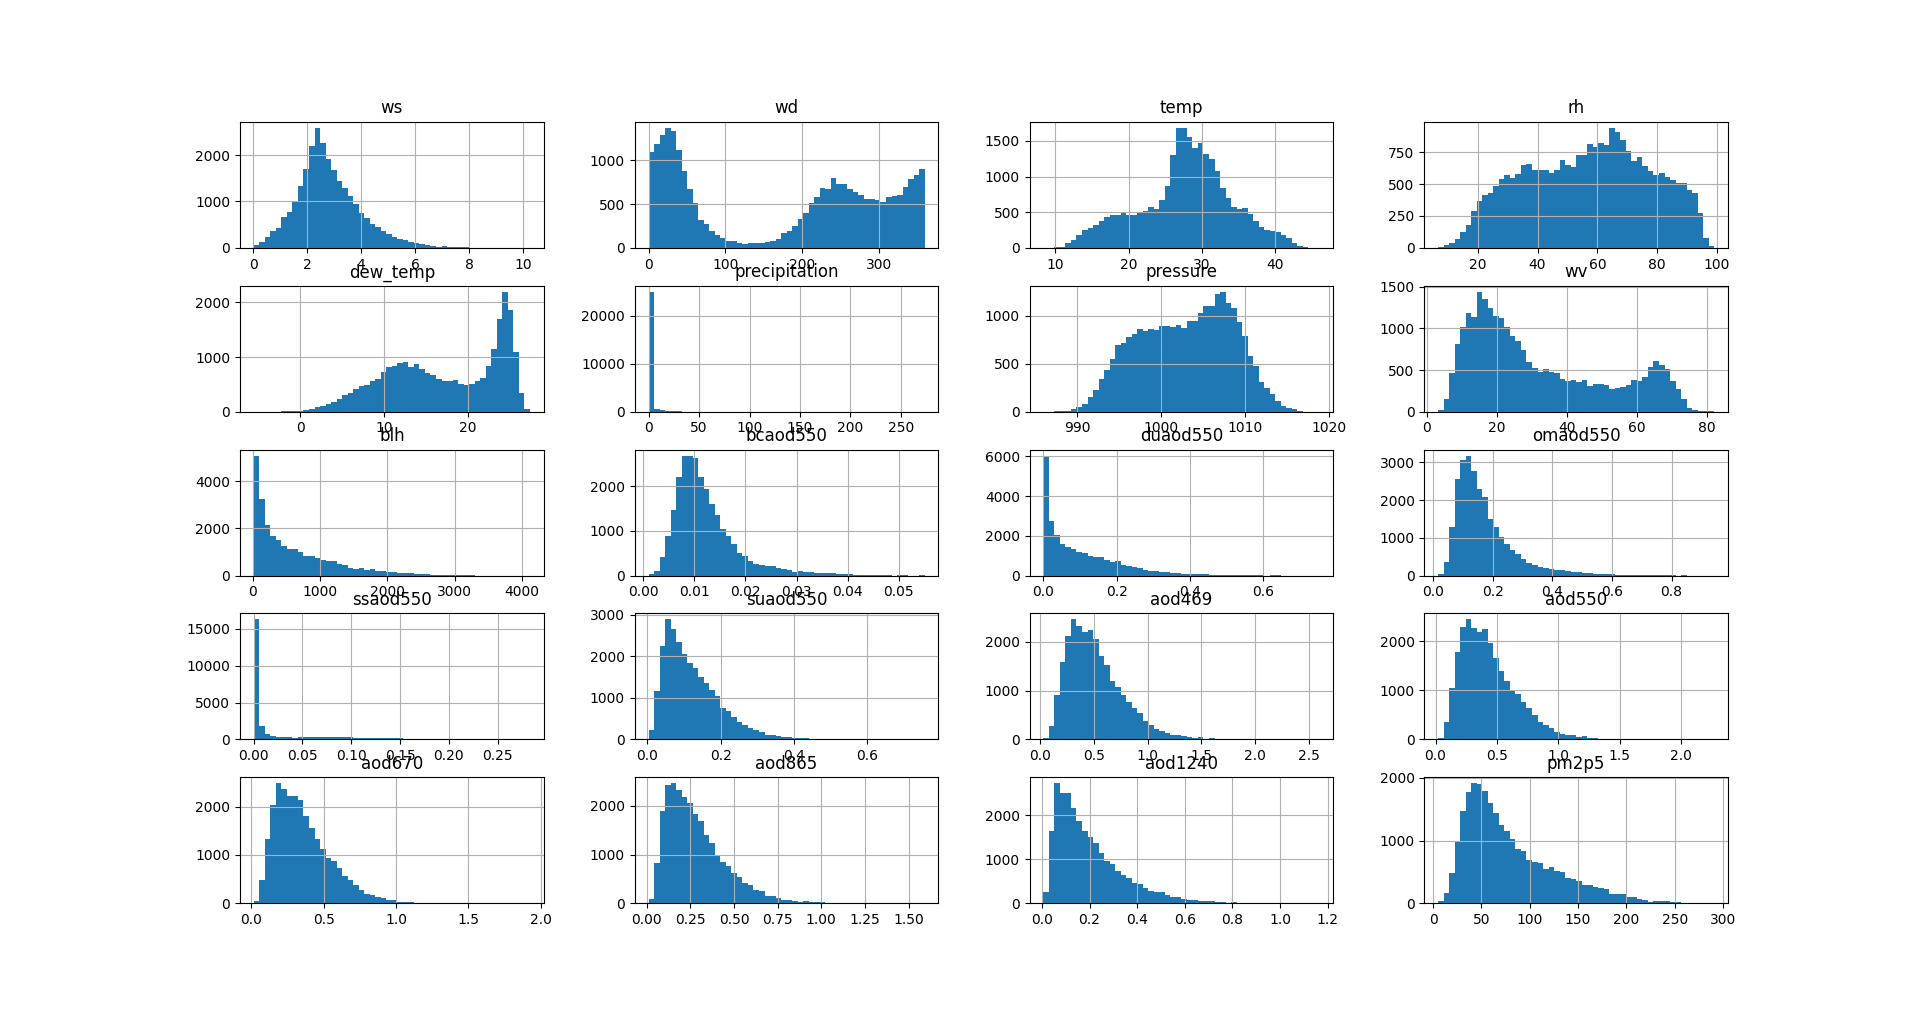 ws
2000
1000
0
0 2 4 6 8 10
wd
1000
500
0
0 100 200 300
temp
1500
1000
500
0
10 20 30 40
rh
750
500
250
0
20 40 60 80 100
dew_temp
2000
1000
0
0 10 20
precipitation
20000
10000
0
0 50 100 150 200 250
pressure
1000
500
0
990 1000 1010 1020
wv
1500
1000
500
0
0 20 40 60 80
blh
4000
2000
0
0 1000 2000 3000 4000
bcaod550
2000
1000
0
0.00 0.01 0.02 0.03 0.04 0.05
duaod550
6000
4000
2000
0
0.0 0.2 0.4 0.6
omaod550
3000
2000
1000
0
0.0 0.2 0.4 0.6 0.8
ssaod550
15000
10000
5000
0
0.00 0.05 0.10 0.15 0.20 0.25
suaod550
3000
2000
1000
0
0.0 0.2 0.4 0.6
aod469
2000
1000
0
0.0 0.5 1.0 1.5 2.0 2.5
aod550
2000
1000
0
0.0 0.5 1.0 1.5 2.0
aod670
2000
1000
0
0.0 0.5 1.0 1.5 2.0
aod865
2000
1000
0
0.00 0.25 0.50 0.75 1.00 1.25 1.50
aod1240
2000
1000
0
0.0 0.2 0.4 0.6 0.8 1.0 1.2
pm2p5
2000
1000
0
0 50 100 150 200 250 300